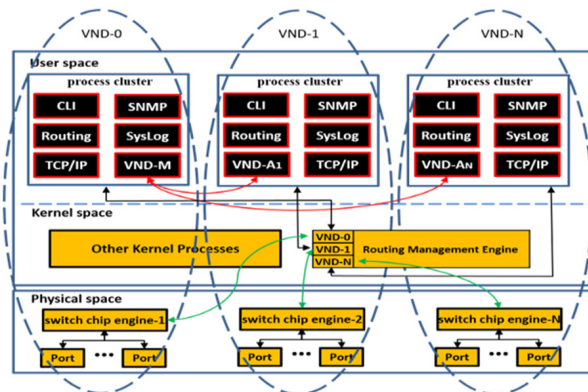 VND-0 VND-1 VND-N
User space
process cluster process cluster process cluster
CLI SNMP CLI SNMP CLI SNMP
Routing SysLog Routing SysLog Routing SysLog
TCP/IP VND-M VND-A1 TCP/IP VND-AN TCP/IP
Kernel space
Other Kernel Processes
VND-0
VND-1 Routing Management Engine
VND-N
Physical space
switch chip engine-1 switch chip engine-2 switch chip engine-N
Port ••• Port Port ••• Port Port ••• Port